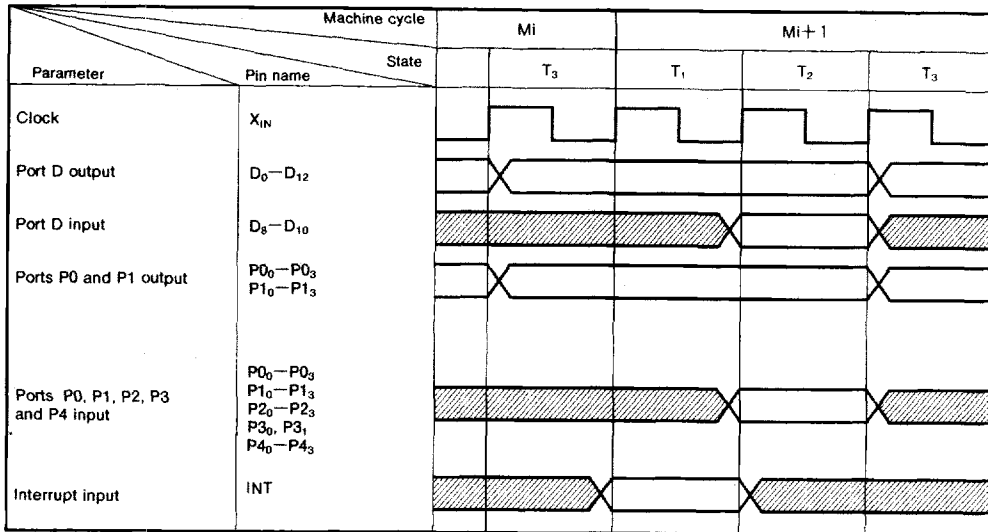 Machine cycle
Mi
Mi+1
State
Parameter
Pin name
T₃
T₁
T₂
T₃
Clock
X_IN
Port D output
D₀—D₁₂
Port D input
D₈—D₁₀
Ports P0 and P1 output
P0₀—P0₃
P1₀—P1₃
Ports P0, P1, P2, P3
and P4 input
P0₀—P0₃
P1₀—P1₃
P2₀—P2₃
P3₀, P3₁
P4₀—P4₃
Interrupt input
INT